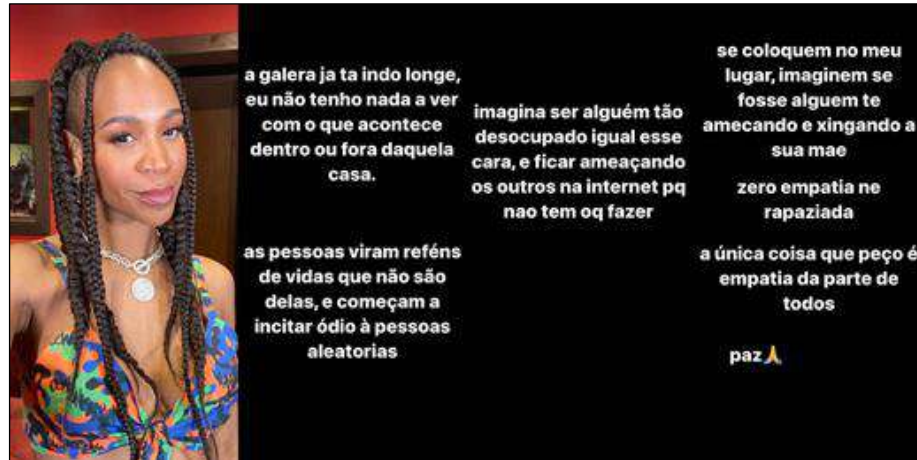 a galera ja ta indo longe,
eu não tenho nada a ver
com o que acontece
dentro ou fora daquela
casa.
as pessoas viram reféns
de vidas que não são
delas, e começam a
incitar ódio à pessoas
aleatorias
imagina ser alguém tão
desocupado igual esse
cara, e ficar ameaçando
os outros na internet pq
nao tem oq fazer
se coloquem no meu
lugar, imaginem se
fosse alguem te
amecando e xingando a
sua mae
zero empatia ne
rapaziada
a única coisa que peço é
empatia da parte de
todos
paz🙏